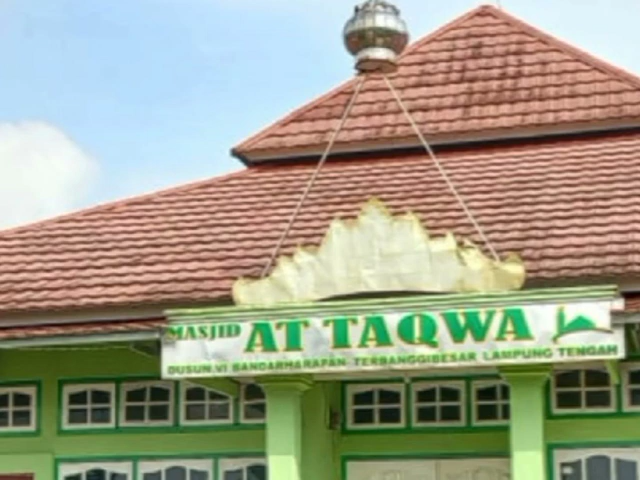 MASJID AT TAQWA
DUSUN.VI BANDARHARAPAN TERBANGGIBESAR LAMPUNG TENGAH